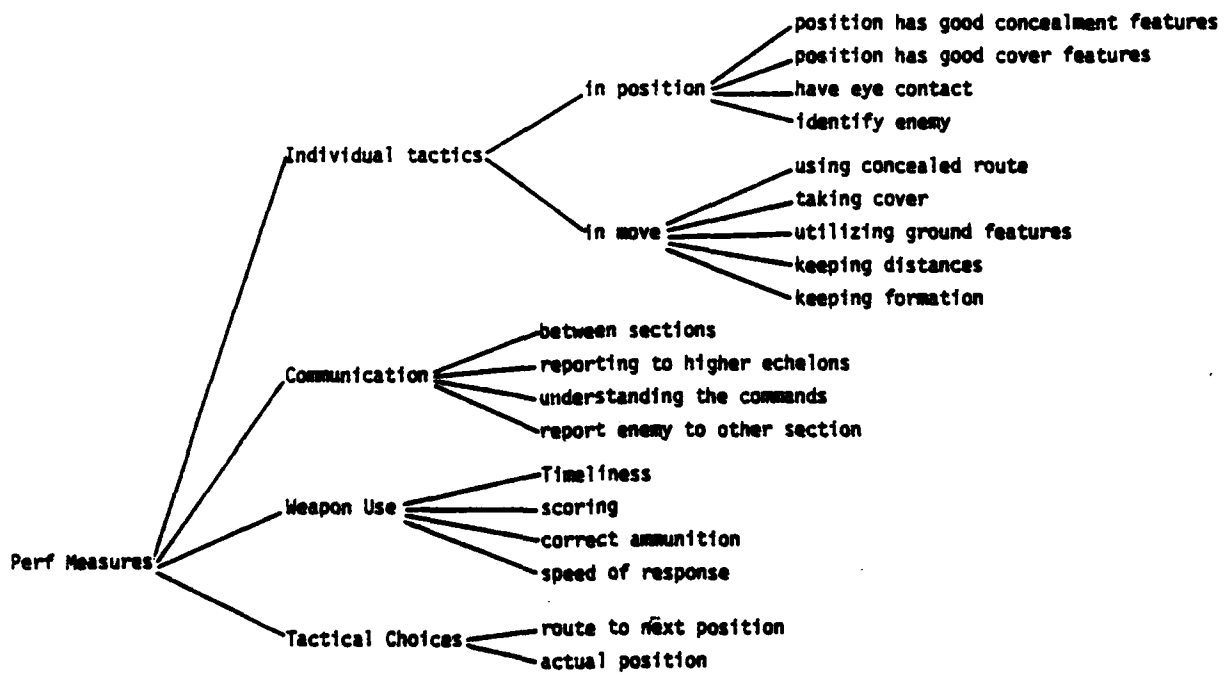 position has good concealment features
position has good cover features
in position
have eye contact
identify enemy
Individual tactics
using concealed route
taking cover
in move
utilizing ground features
keeping distances
keeping formation
between sections
reporting to higher echelons
Communication
understanding the commands
report enemy to other section
Timeliness
Weapon Use
scoring
correct ammunition
Perf Measures
speed of response
route to next position
Tactical Choices
actual position